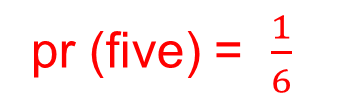 pr (five) = 1/6